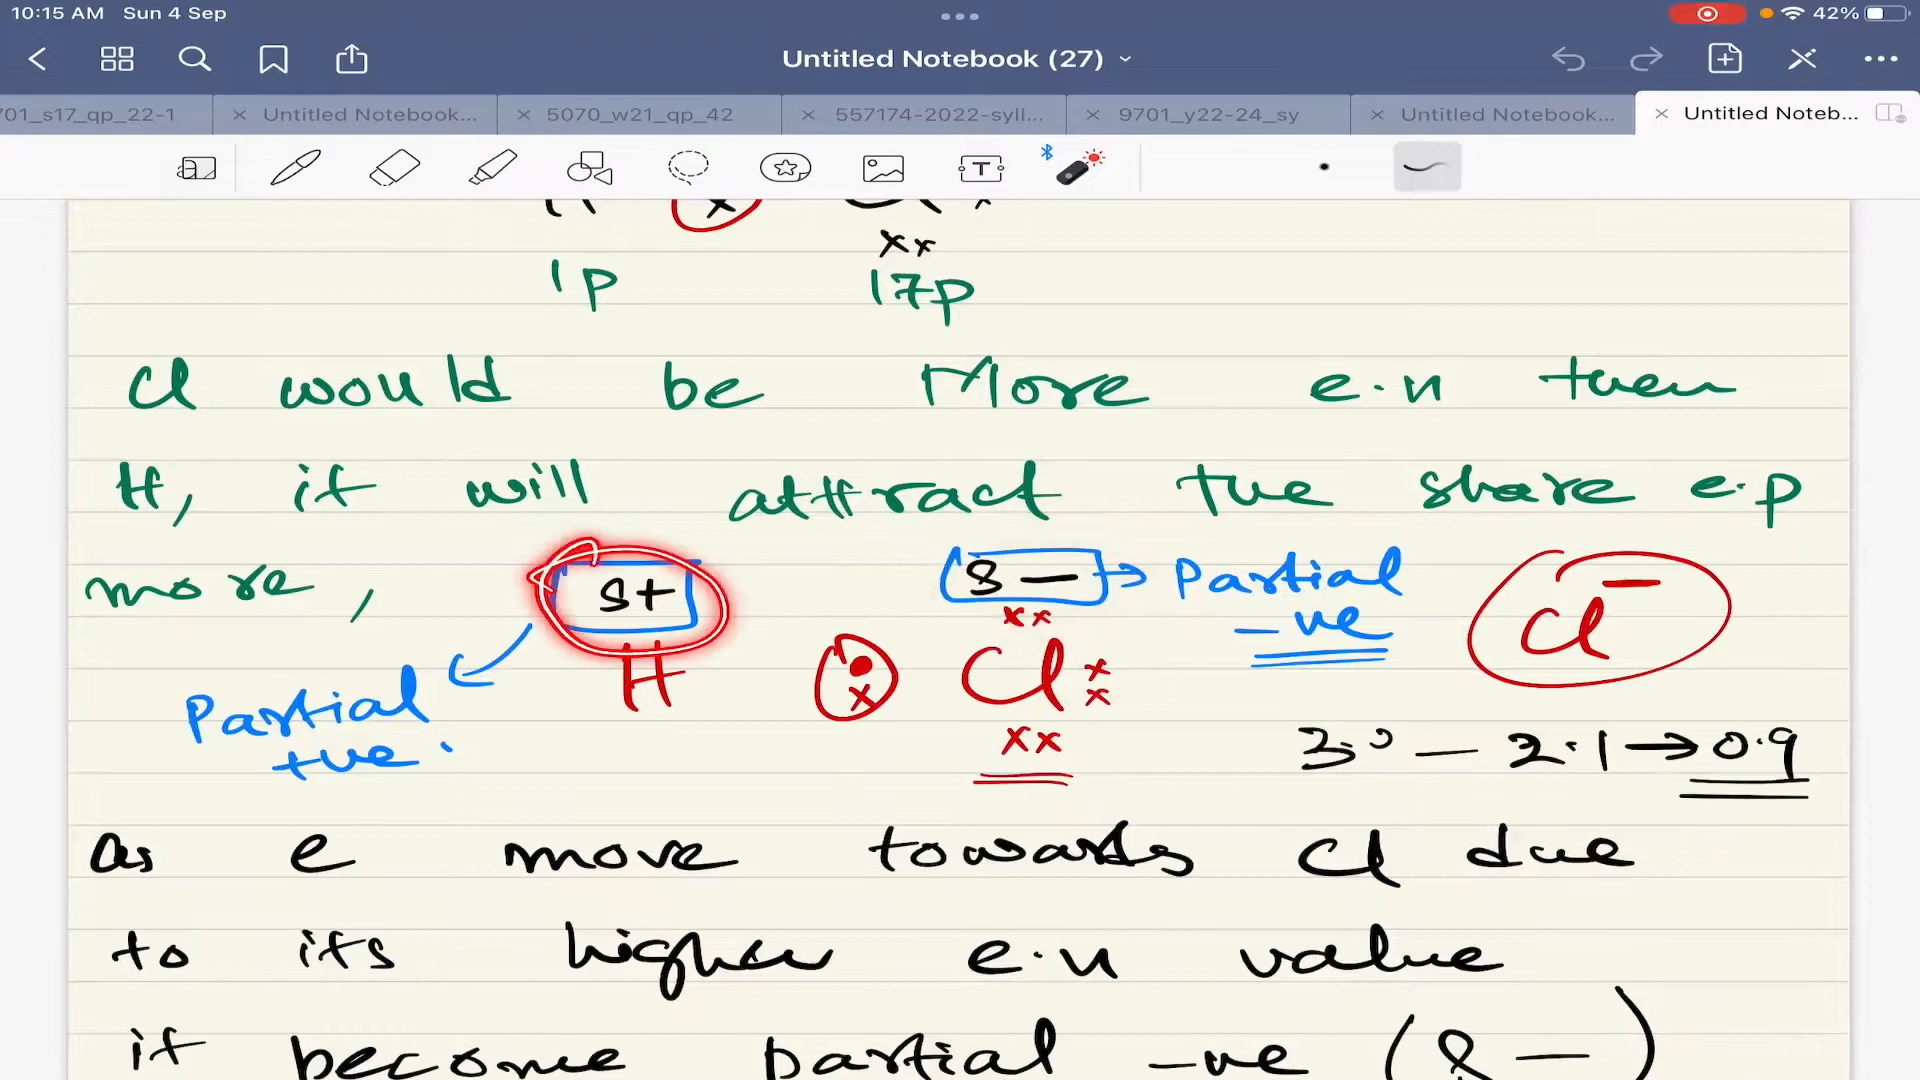 10:15 AM Sun 4 Sep
42%
Untitled Notebook (27)
701_s17_qp_22-1
Untitled Notebook...
5070_w21_qp_42
557174-2022-syll...
9701_y22-24_sy
Untitled Notebook...
Untitled Noteb...
xx
1p 17p
Cl would be More e.n then
H, it will attract the share e.p
more, δ+ δ— → Partial -ve Cl⁻
H •x Cl xx xx xx
Partial +ve.
3.0 — 2.1 → 0.9
as e move towards Cl due
to its higher e.n value
it become partial -ve (δ—)